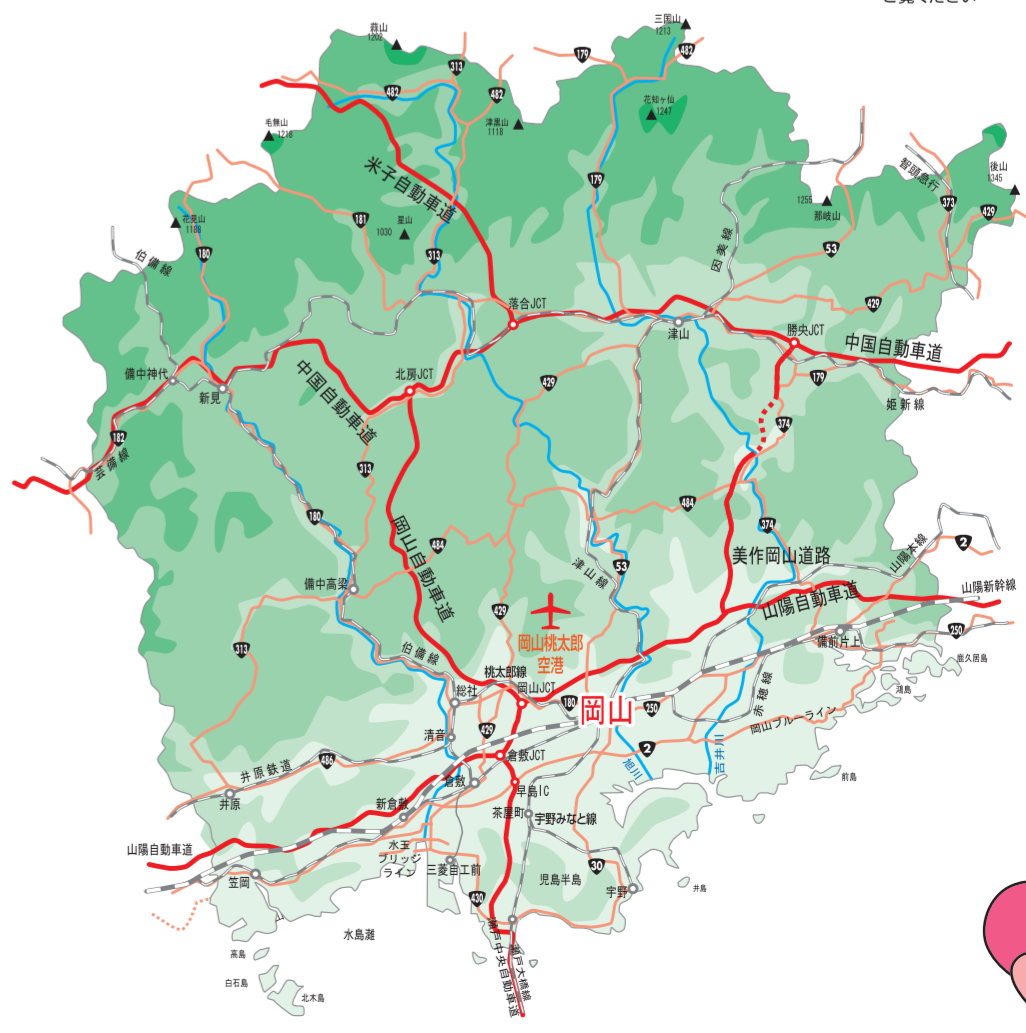 ご覧ください
蒜山
1202
三国山
1213
313
179
482
482
482
花知ヶ仙
1247
毛無山
1218
津黒山
1118
米子自動車道
智頭急行
後山
1345
179
373
1255
那岐山
429
花見山
1188
181
星山
1030
53
180
313
因美線
伯備線
429
落合JCT
津山
勝央JCT
中国自動車道
備中神代
新見
中国自動車道
北房JCT
429
179
姫新線
182
芸備線
374
313
180
484
374
岡山自動車道
484
53
津山線
美作岡山道路
山陽本線
2
備中高梁
山陽自動車道
山陽新幹線
429
岡山桃太郎
空港
250
313
伯備線
備前片上
鹿久居島
桃太郎線
総社
岡山JCT
鴻島
180
岡山
250
赤穂線
岡山ブルーライン
429
清音
2
486
井原鉄道
倉敷JCT
旭川
吉井川
倉敷
早島IC
前島
井原
新倉敷
茶屋町
宇野みなと線
山陽自動車道
水玉
ブリッジ
ライン
三菱自工前
30
児島半島
笠岡
430
宇野
井島
水島灘
瀬戸中央自動車道
瀬戸大橋線
高島
白石島
北木島